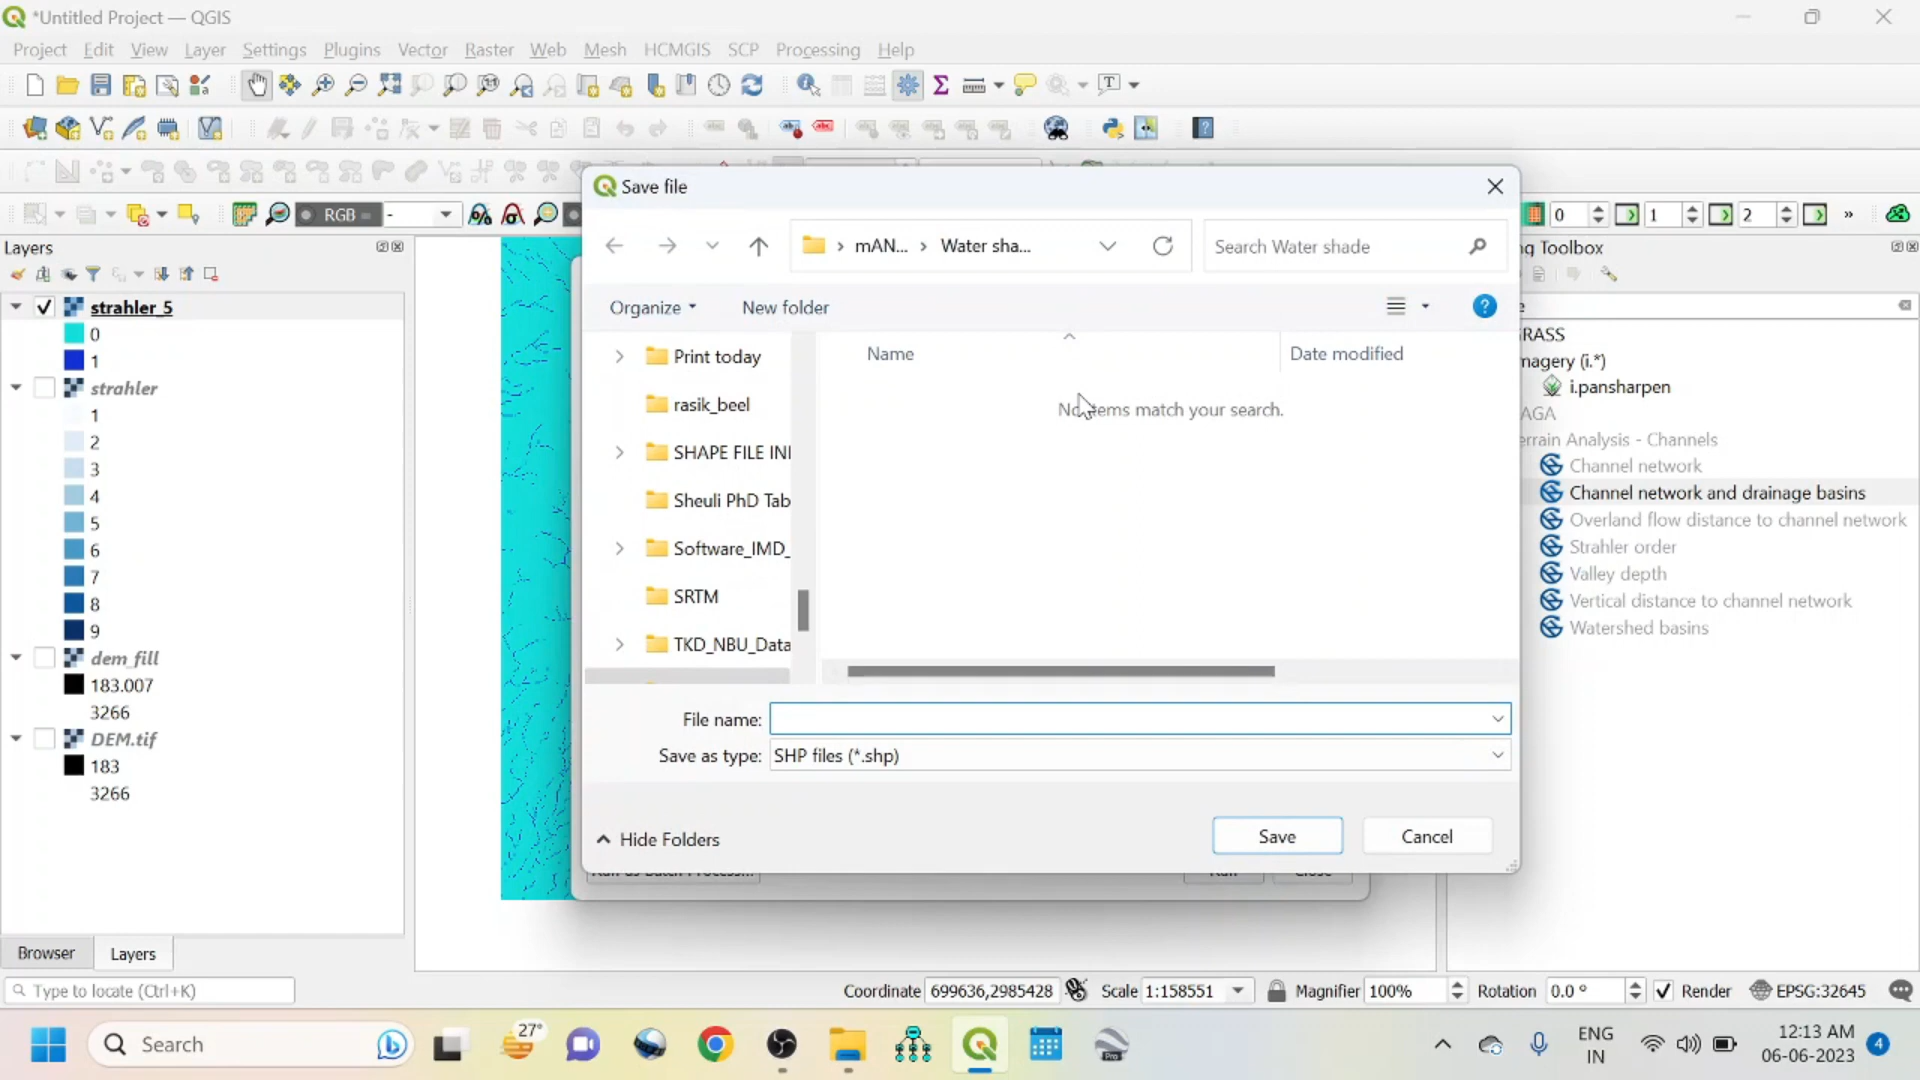 *Untitled Project — QGIS
Project Edit View Layer Settings Plugins Vector Raster Web Mesh HCMGIS SCP Processing Help
RGB = - 0 1 2 »
Layers
strahler_5
0
1
strahler
1
2
3
4
5
6
7
8
9
dem_fill
183.007
3266
DEM.tif
183
3266
Browser Layers
Save file
mAN... › Water sha...
Search Water shade
Organize New folder
Print today
rasik_beel
SHAPE FILE INI
Sheuli PhD Tab
Software_IMD_
SRTM
TKD_NBU_Data
Name Date modified
No items match your search.
File name:
Save as type: SHP files (*.shp)
Hide Folders Save Cancel
ng Toolbox
e
RASS
magery (i.*)
i.pansharpen
AGA
errain Analysis - Channels
Channel network
Channel network and drainage basins
Overland flow distance to channel network
Strahler order
Valley depth
Vertical distance to channel network
Watershed basins
Type to locate (Ctrl+K) Coordinate 699636,2985428 Scale 1:158551 Magnifier 100% Rotation 0.0 ° Render EPSG:32645
Search 27° Pro ENG 12:13 AM 4
IN 06-06-2023